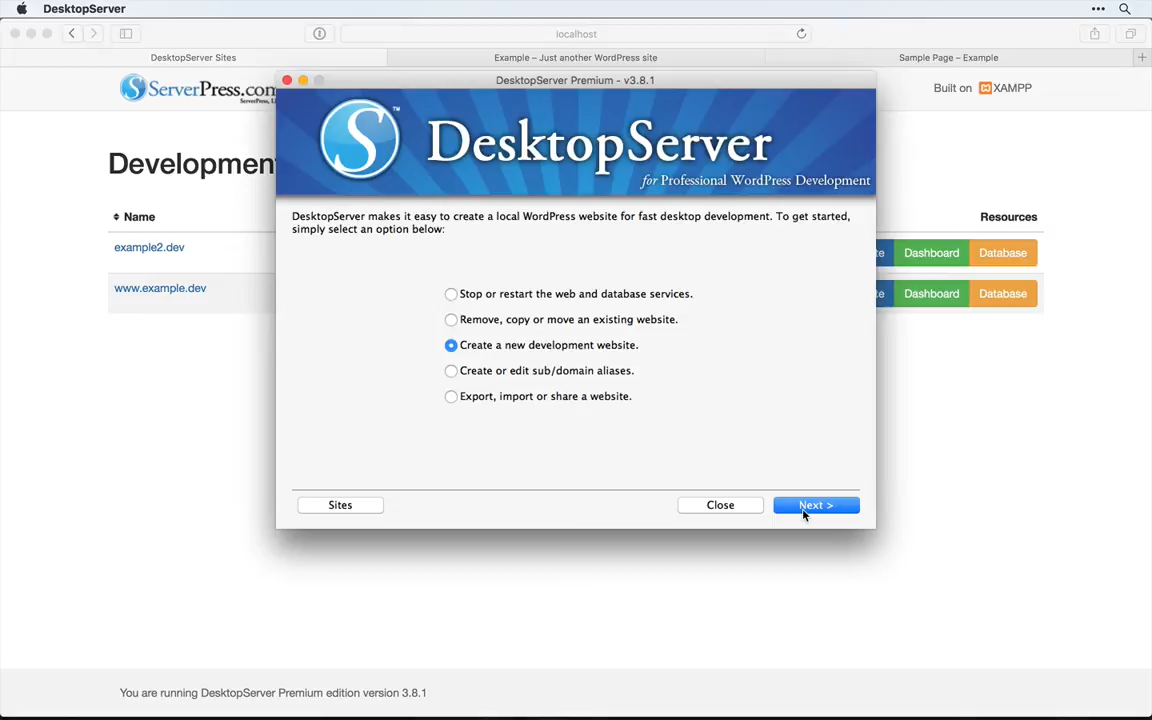 DesktopServer
localhost
DesktopServer Sites
Example – Just another WordPress site
Sample Page – Example
ServerPress.com
ServerPress, L
Built on XAMPP
DesktopServer Premium - v3.8.1
S DesktopServer
™
for Professional WordPress Development
Development
DesktopServer makes it easy to create a local WordPress website for fast desktop development. To get started,
simply select an option below:
Name
Resources
example2.dev
te Dashboard Database
www.example.dev
te Dashboard Database
Stop or restart the web and database services.
Remove, copy or move an existing website.
Create a new development website.
Create or edit sub/domain aliases.
Export, import or share a website.
Sites
Close
Next >
You are running DesktopServer Premium edition version 3.8.1